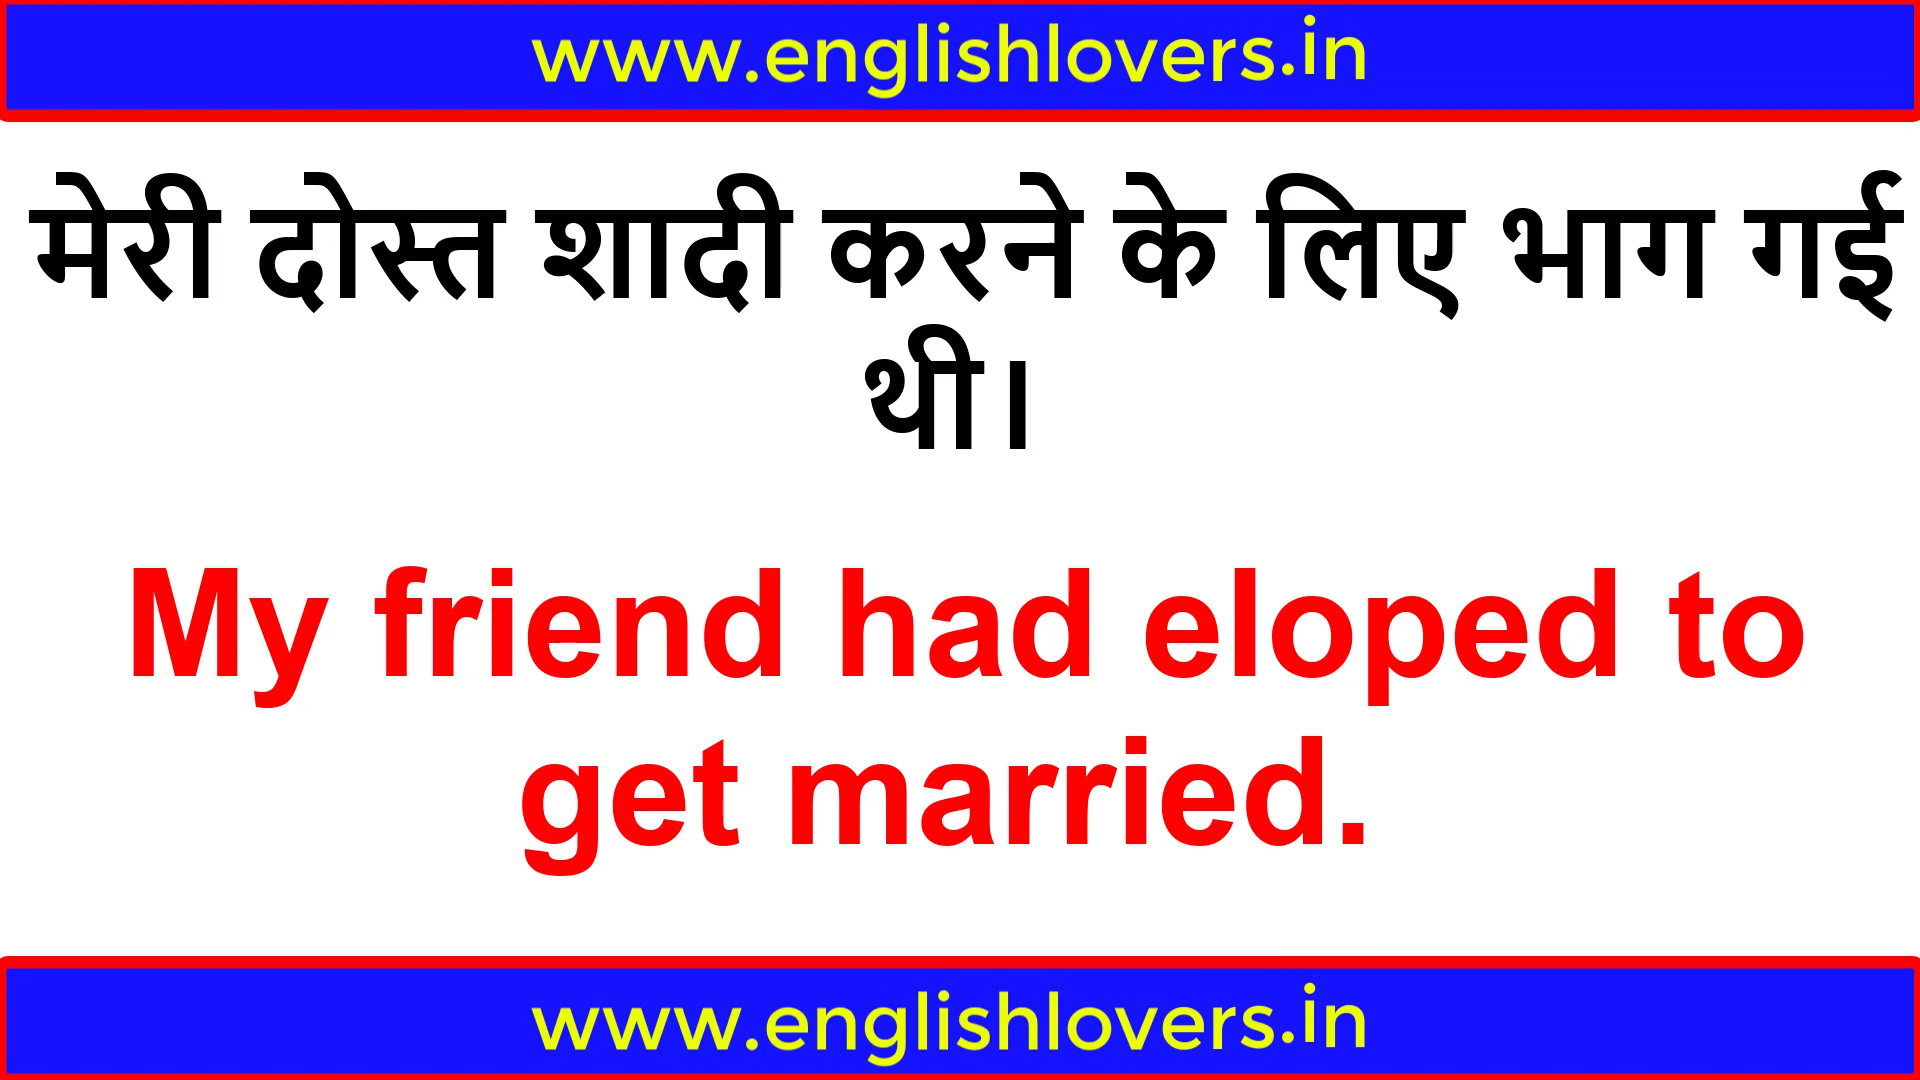 www.englishlovers.in
मेरी दोस्त शादी करने के लिए भाग गई
थी।
My friend had eloped to
get married.
www.englishlovers.in